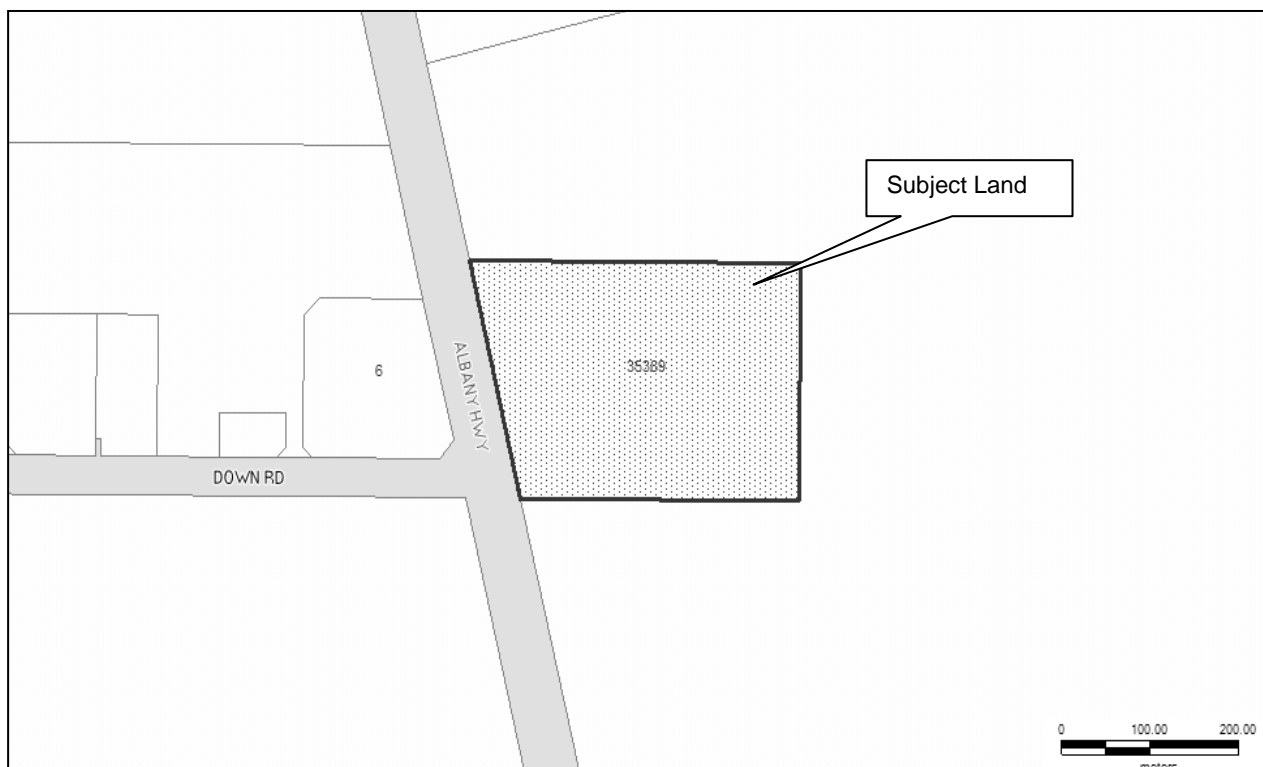 Subject Land
35389
6
ALBANY HWY
DOWN RD
0 100.00 200.00
meters